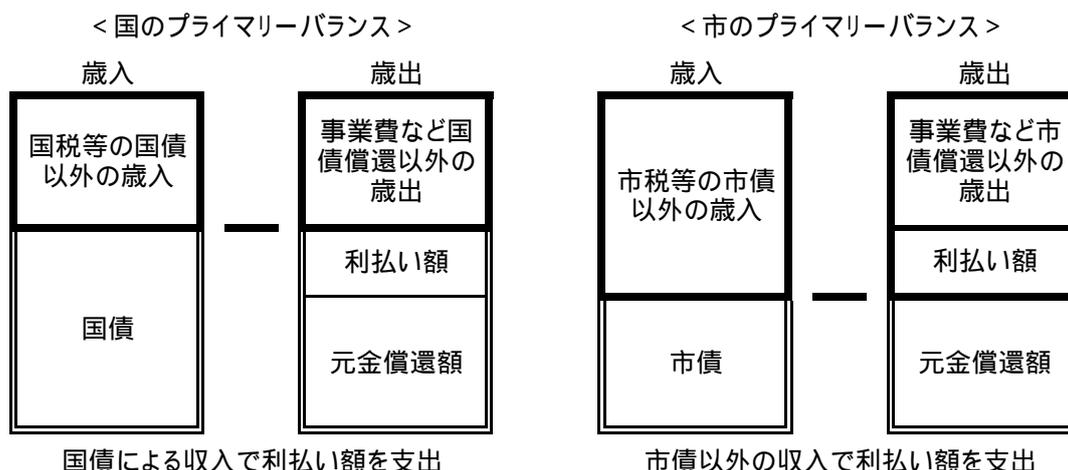 <国のプライマリーバランス>
歳入
歳出
国税等の国債
以外の歳入
国債
事業費など国
債償還以外の
歳出
利払い額
元金償還額
国債による収入で利払い額を支出
<市のプライマリーバランス>
歳入
歳出
市税等の市債
以外の歳入
市債
事業費など市
債償還以外の
歳出
利払い額
元金償還額
市債以外の収入で利払い額を支出